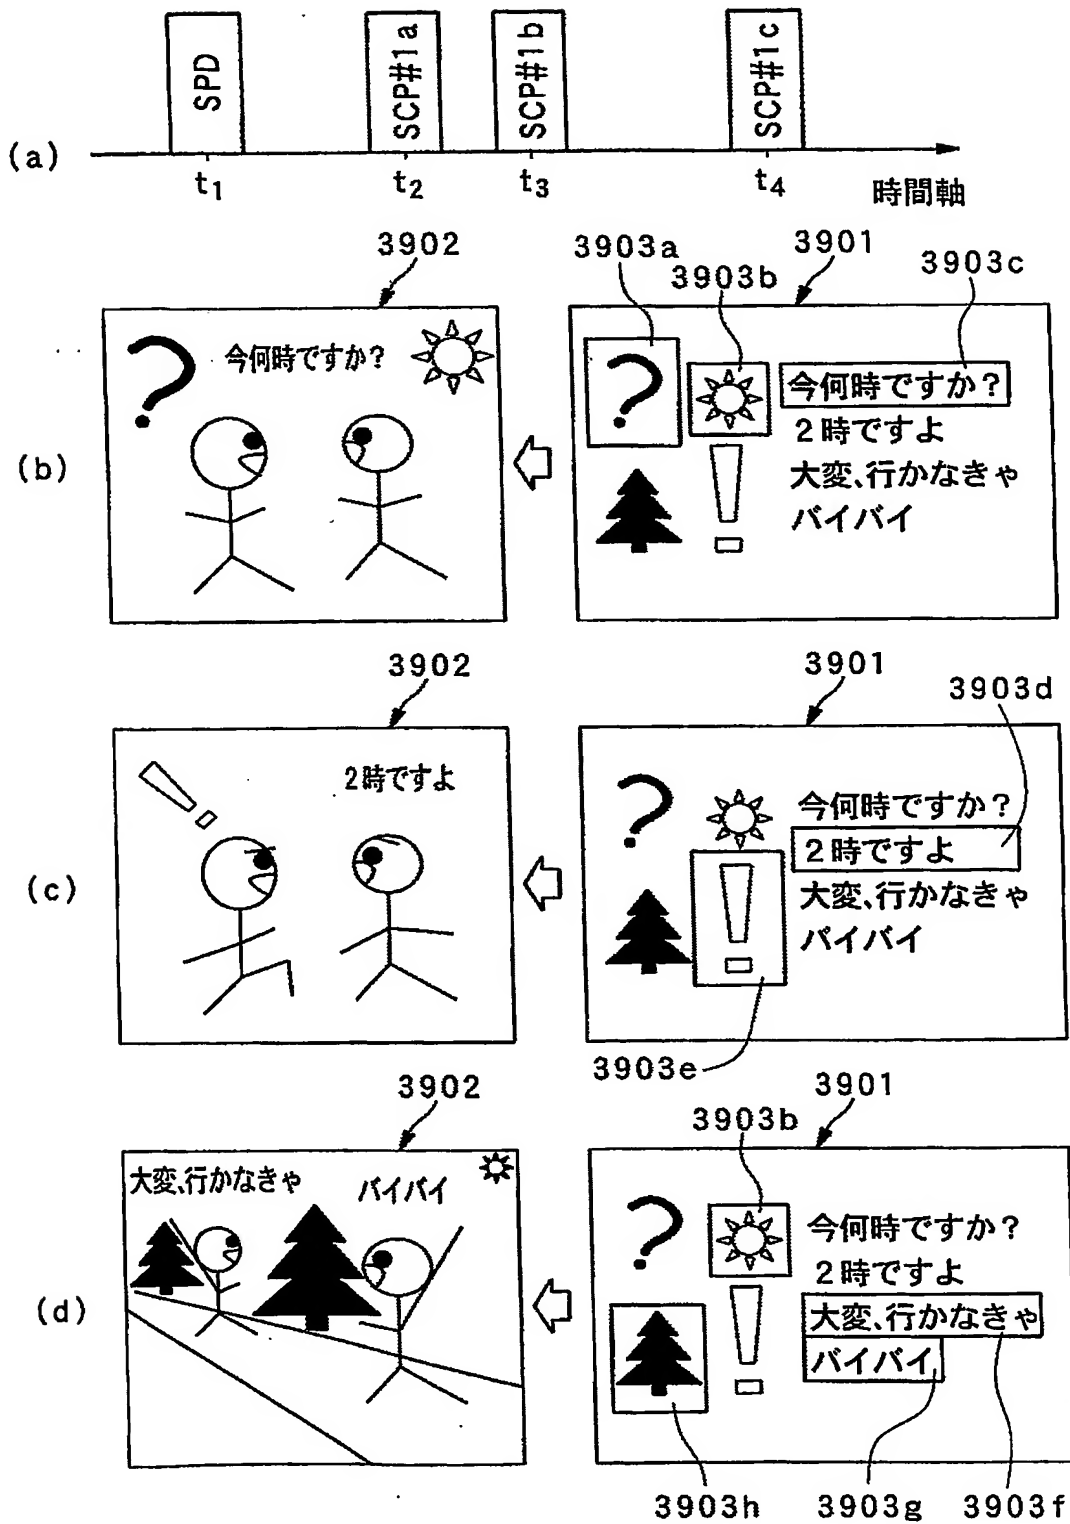 SPD
SCP#1a
SCP#1b
SCP#1c
(a)
t1
t2
t3
t4
時間軸
3902
3903a
3903b
3901
3903c
(b)
今何時ですか?
今何時ですか?
2時ですよ
大変、行かなきゃ
バイバイ
3902
3901
3903d
(c)
2時ですよ
今何時ですか?
2時ですよ
大変、行かなきゃ
バイバイ
3903e
3902
3903b
3901
(d)
大変、行かなきゃ
バイバイ
今何時ですか?
2時ですよ
大変、行かなきゃ
バイバイ
3903h
3903g
3903f